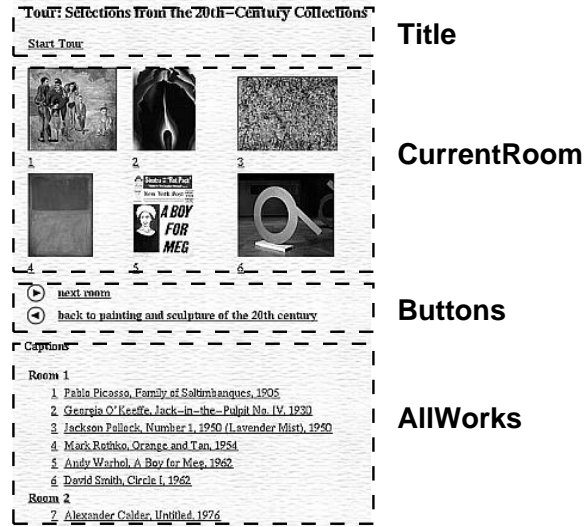 Tour: Selections from the 20th-Century Collections
Title
Start Tour
CurrentRoom
1 2 3
New York Post
A BOY
FOR
MEG
4 5 6
next room
back to painting and sculpture of the 20th century
Buttons
Captions
Room 1
1 Pablo Picasso, Family of Saltimbanques, 1905
2 Georgia O'Keeffe, Jack-in-the-Pulpit No. IV, 1930
3 Jackson Pollock, Number 1, 1950 (Lavender Mist), 1950
AllWorks
4 Mark Rothko, Orange and Tan, 1954
5 Andy Warhol, A Boy for Meg, 1962
6 David Smith, Circle I, 1962
Room 2
7 Alexander Calder, Untitled, 1976